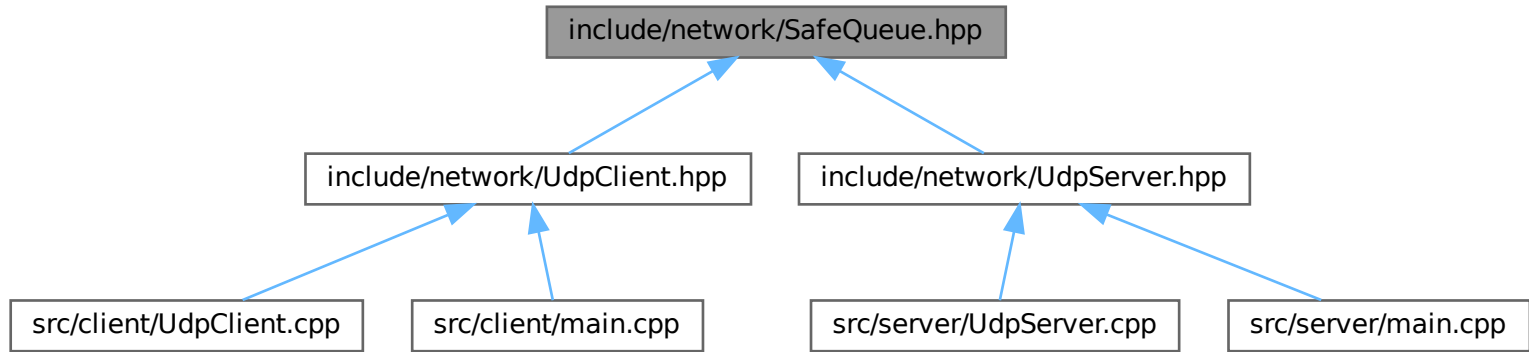 include/network/SafeQueue.hpp
include/network/UdpClient.hpp
include/network/UdpServer.hpp
src/client/UdpClient.cpp
src/client/main.cpp
src/server/UdpServer.cpp
src/server/main.cpp